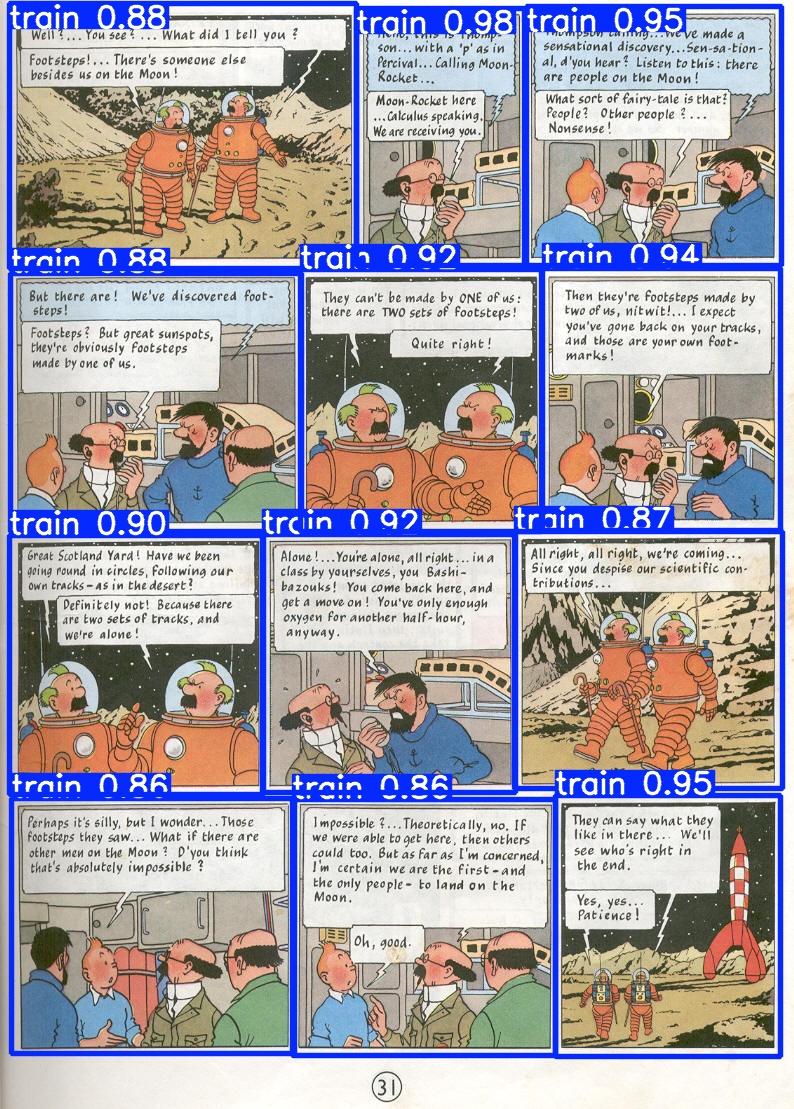 train 0.88
Well?...You see?... What did I tell you ?
Footsteps!... There's someone else
besides us on the Moon!
train 0.98
Hello, this is Thomp-
son...with a 'p' as in
Percival...Calling Moon-
Rocket...
Moon-Rocket here
...Calculus speaking.
We are receiving you.
train 0.95
Thompson calling...We've made a
sensational discovery...Sen-sa-tion-
al, d'you hear? Listen to this: there
are people on the Moon!
What sort of fairy-tale is that?
People? Other people ?...
Nonsense!
train 0.88
But there are! We've discovered foot-
steps!
Footsteps? But great sunspots,
they're obviously footsteps
made by one of us.
train 0.92
They can't be made by ONE of us:
there are TWO sets of footsteps!
Quite right!
train 0.94
Then they're footsteps made by
two of us, nitwit!... I expect
you've gone back on your tracks,
and those are your own foot-
marks!
train 0.90
Great Scotland Yard! Have we been
going round in circles, following our
own tracks-as in the desert?
Definitely not! Because there
are two sets of tracks, and
we're alone!
train 0.92
Alone!...You're alone, all right...in a
class by yourselves, you Bashi-
bazouks! You come back here, and
get a move on! You've only enough
oxygen for another half-hour,
anyway.
train 0.87
All right, all right, we're coming...
Since you despise our scientific con-
tributions...
train 0.86
Perhaps it's silly, but I wonder...Those
footsteps they saw... What if there are
other men on the Moon? D'you think
that's absolutely impossible ?
train 0.86
Impossible ?...Theoretically, no. If
we were able to get here, then others
could too. But as far as I'm concerned,
I'm certain we are the first-and
the only people- to land on the
Moon.
Oh, good.
train 0.95
They can say what they
like in there... We'll
see who's right in
the end.
Yes, yes...
Patience!
31